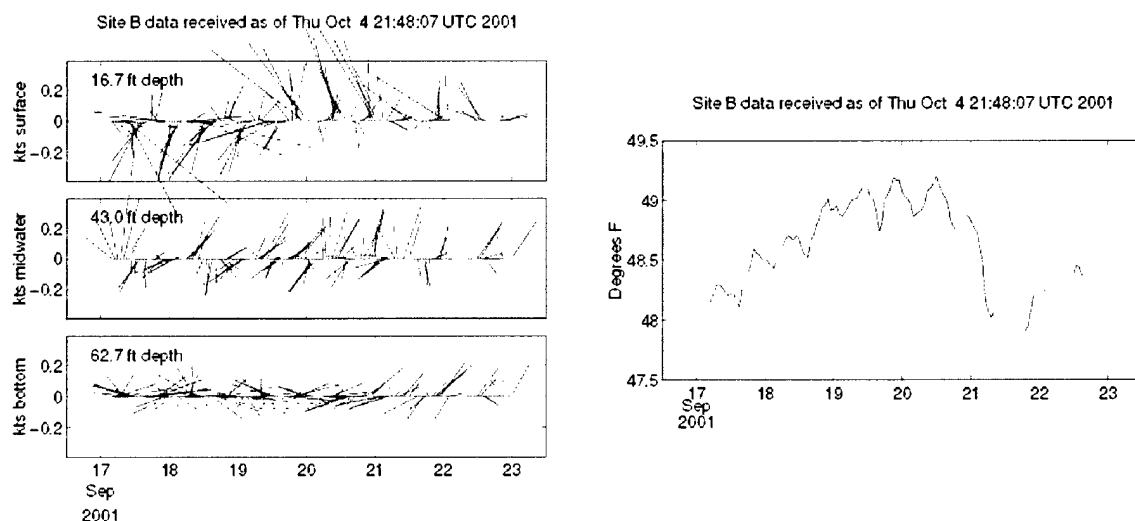 Site B data received as of Thu Oct 4 21:48:07 UTC 2001
16.7 ft depth
kts surface
0.2
0
−0.2
43.0 ft depth
kts midwater
0.2
0
−0.2
62.7 ft depth
kts bottom
0.2
0
−0.2
17 18 19 20 21 22 23
Sep
2001
Site B data received as of Thu Oct 4 21:48:07 UTC 2001
Degrees F
49.5
49
48.5
48
47.5
17 18 19 20 21 22 23
Sep
2001